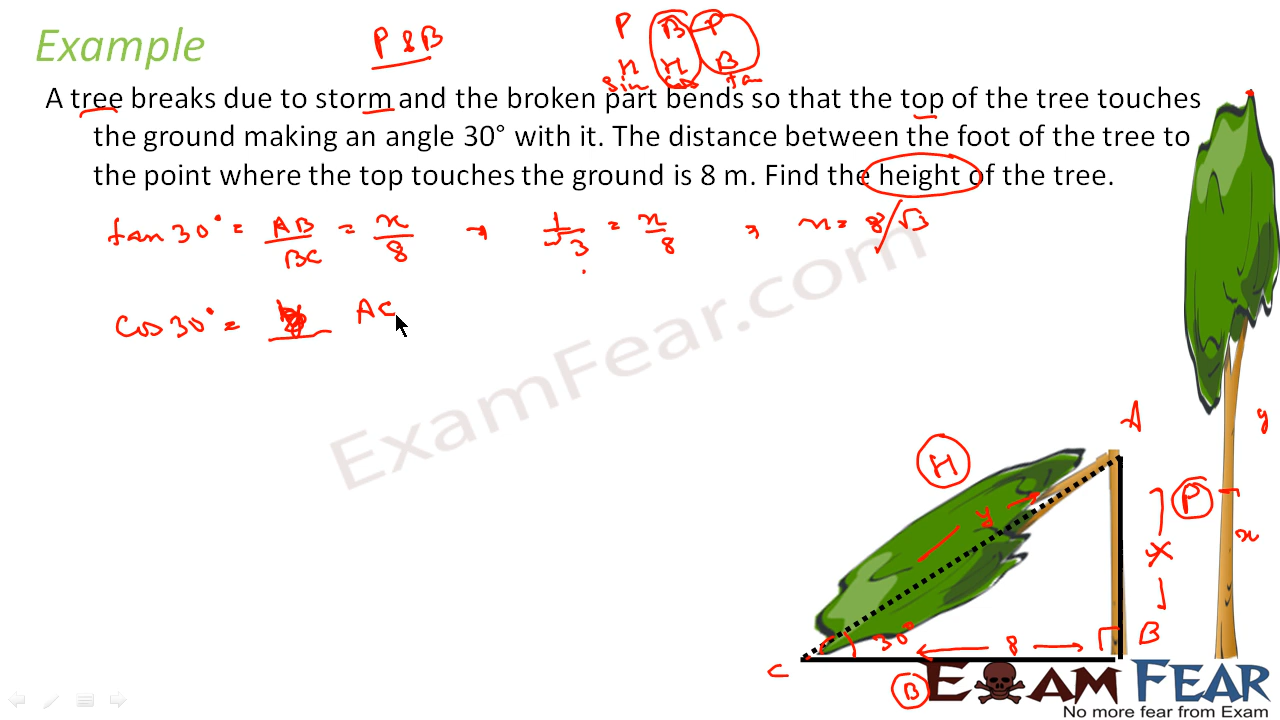 Example
P & B
P B P
H H B
sin cos tan
A tree breaks due to storm and the broken part bends so that the top of the tree touches
the ground making an angle 30° with it. The distance between the foot of the tree to
the point where the top touches the ground is 8 m. Find the height of the tree.
tan 30° = AB/BC = x/8 , 1/√3 = x/8 , x = 8/√3
cos 30° = AC
ExamFear.com
A
y
H
P
y
x
x
30°
8
B
C
B
EXAM FEAR
No more fear from Exam